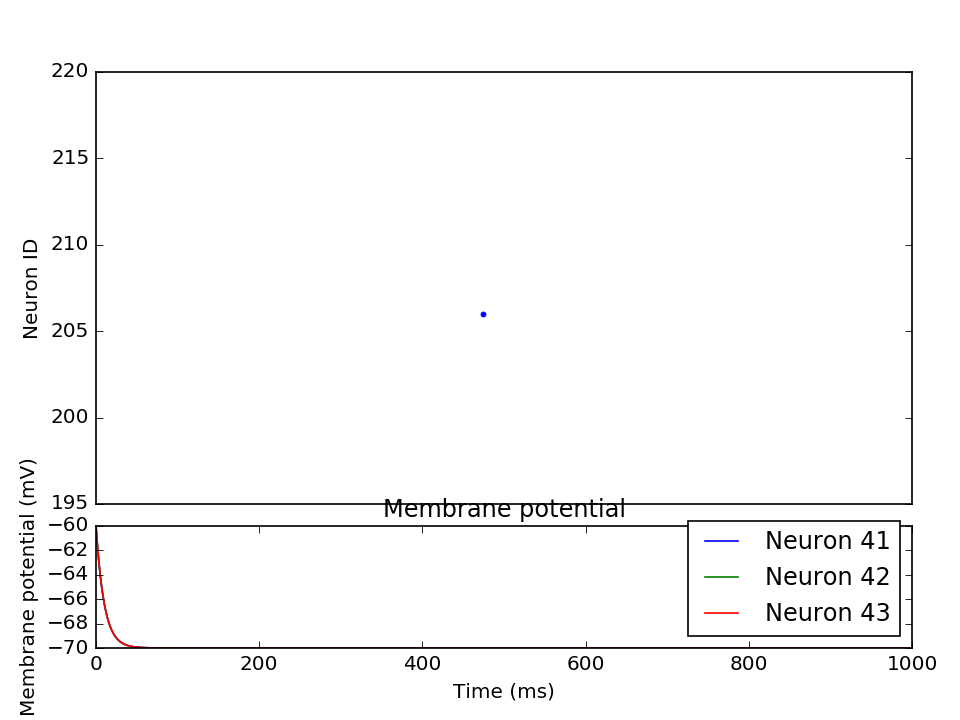 220
215
210
205
200
195
Neuron ID
Membrane potential
−60
−62
−64
−66
−68
−70
Membrane potential (mV)
Neuron 41
Neuron 42
Neuron 43
0 200 400 600 800 1000
Time (ms)